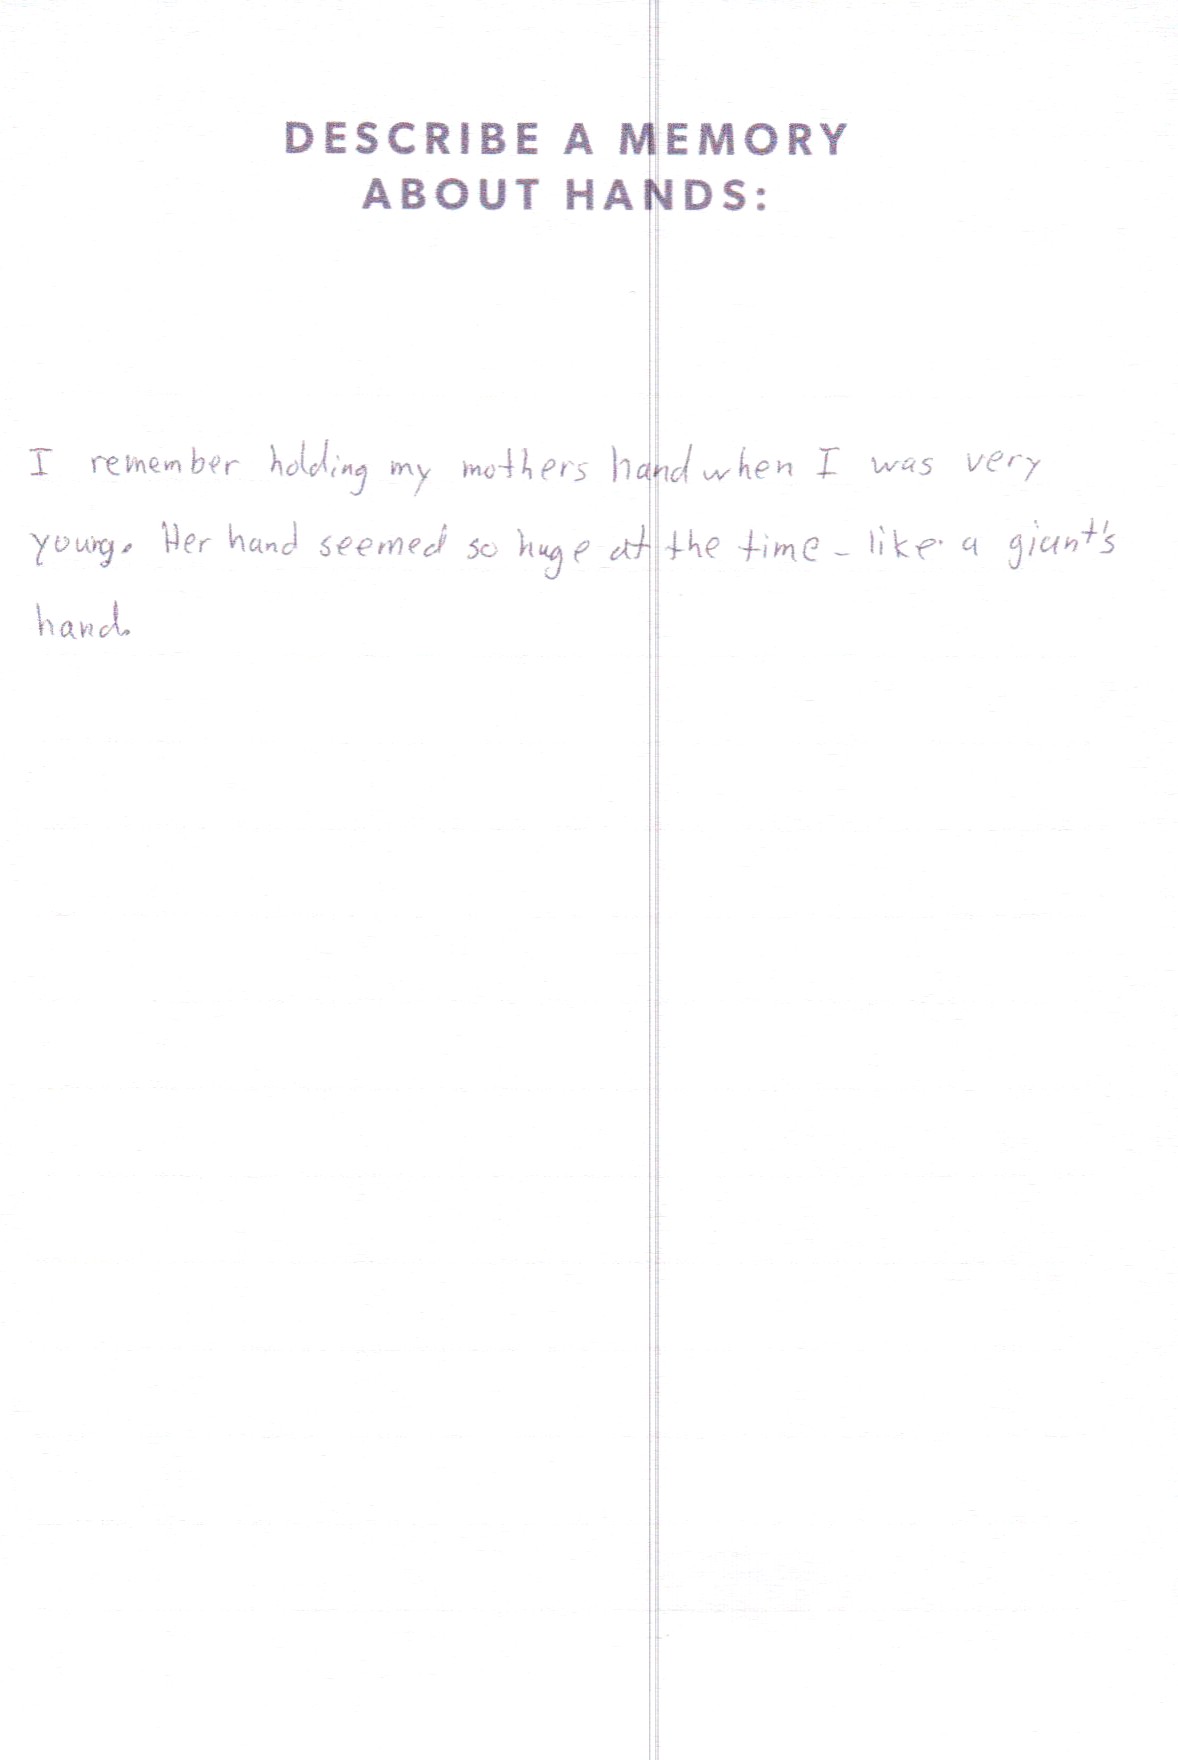 DESCRIBE A MEMORY
ABOUT HANDS:
I remember holding my mothers hand when I was very
young. Her hand seemed so huge at the time - like a giant's
hand.